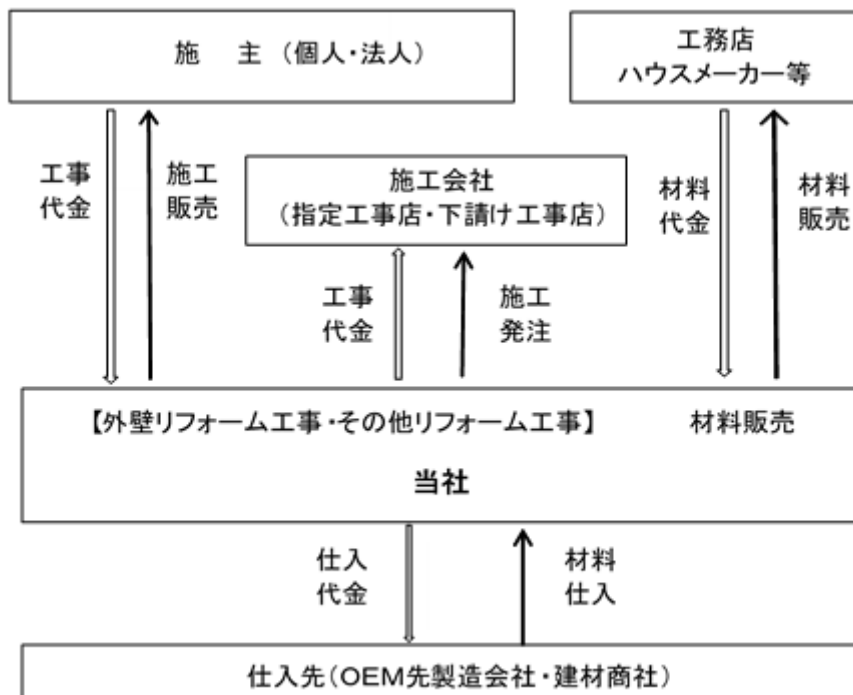 施　主（個人・法人）
工務店
ハウスメーカー等
工事
代金
施工
販売
施工会社
（指定工事店・下請け工事店）
材料
代金
材料
販売
工事
代金
施工
発注
【外壁リフォーム工事・その他リフォーム工事】
材料販売
当社
仕入
代金
材料
仕入
仕入先（OEM先製造会社・建材商社）